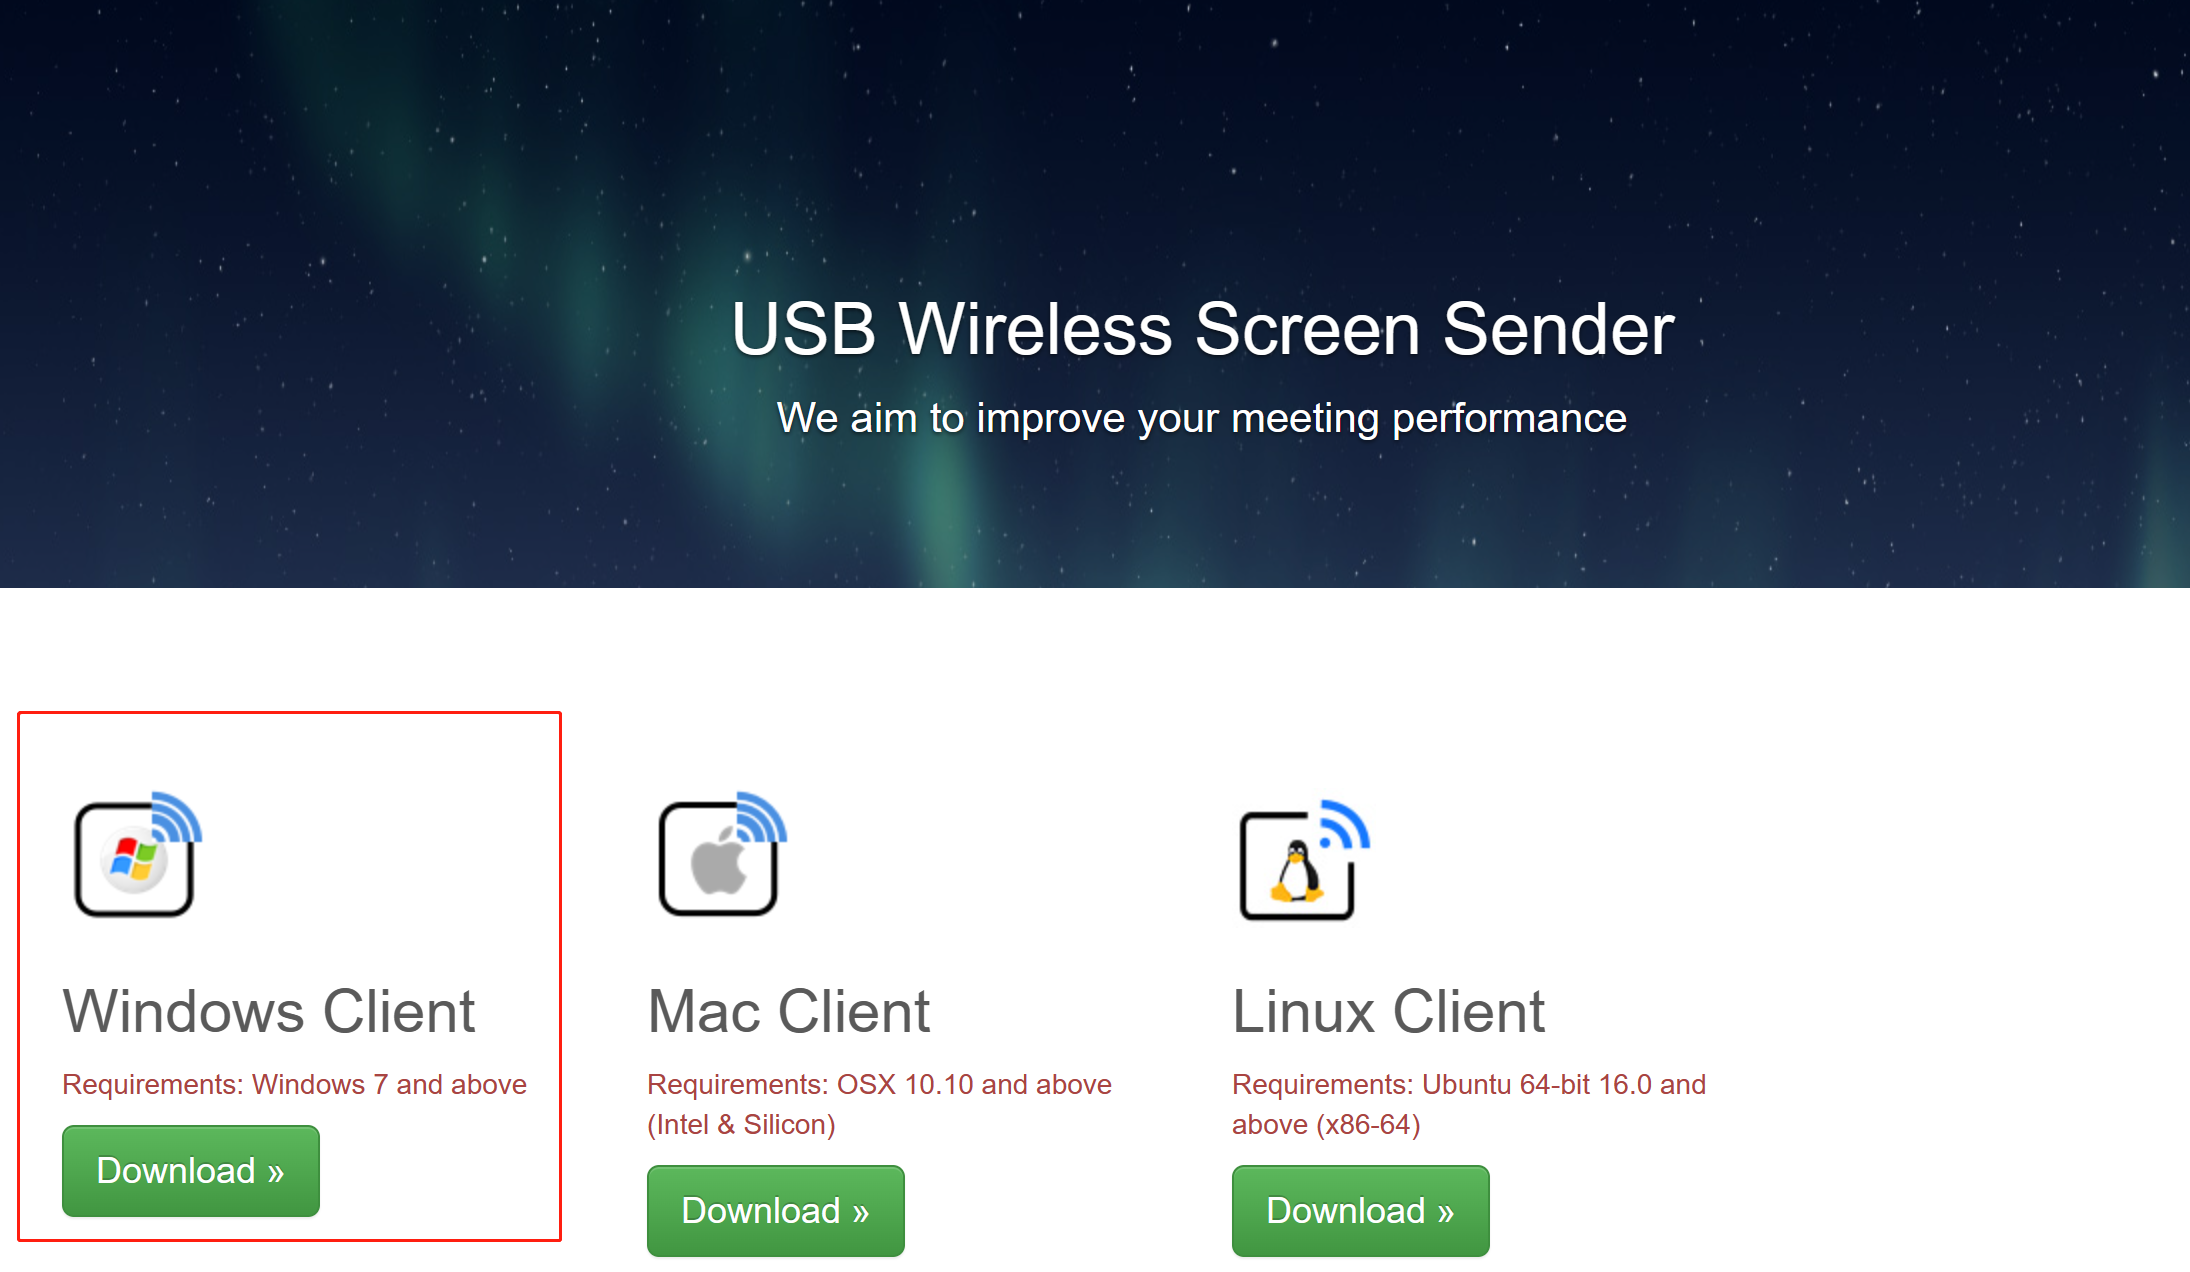 USB Wireless Screen Sender
We aim to improve your meeting performance
Windows Client
Requirements: Windows 7 and above
Download »
Mac Client
Requirements: OSX 10.10 and above
(Intel & Silicon)
Download »
Linux Client
Requirements: Ubuntu 64-bit 16.0 and
above (x86-64)
Download »